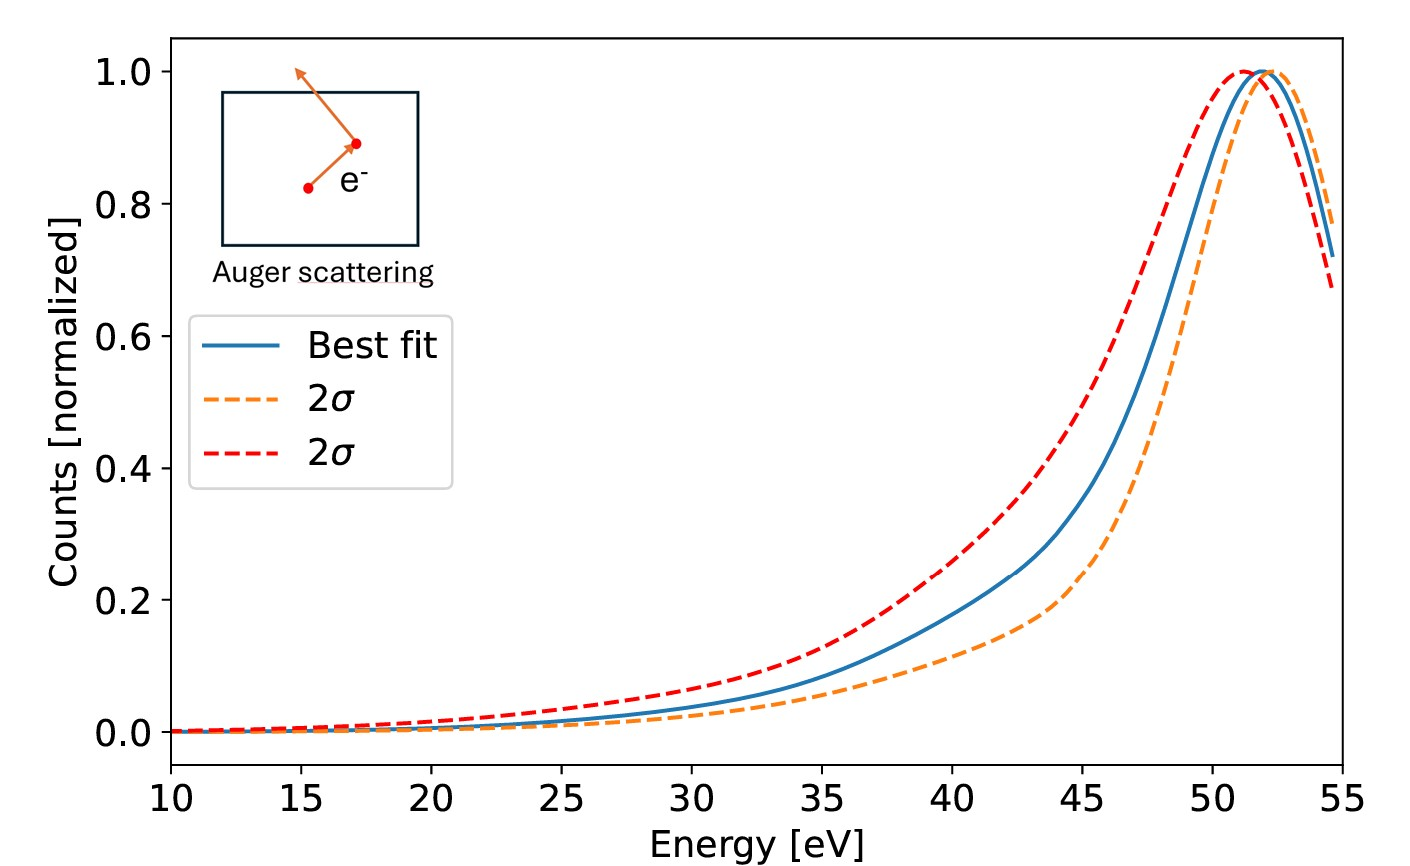 1.0
0.8
0.6
0.4
0.2
0.0
Counts [normalized]
e-
Auger scattering
Best fit
2σ
2σ
10 15 20 25 30 35 40 45 50 55
Energy [eV]